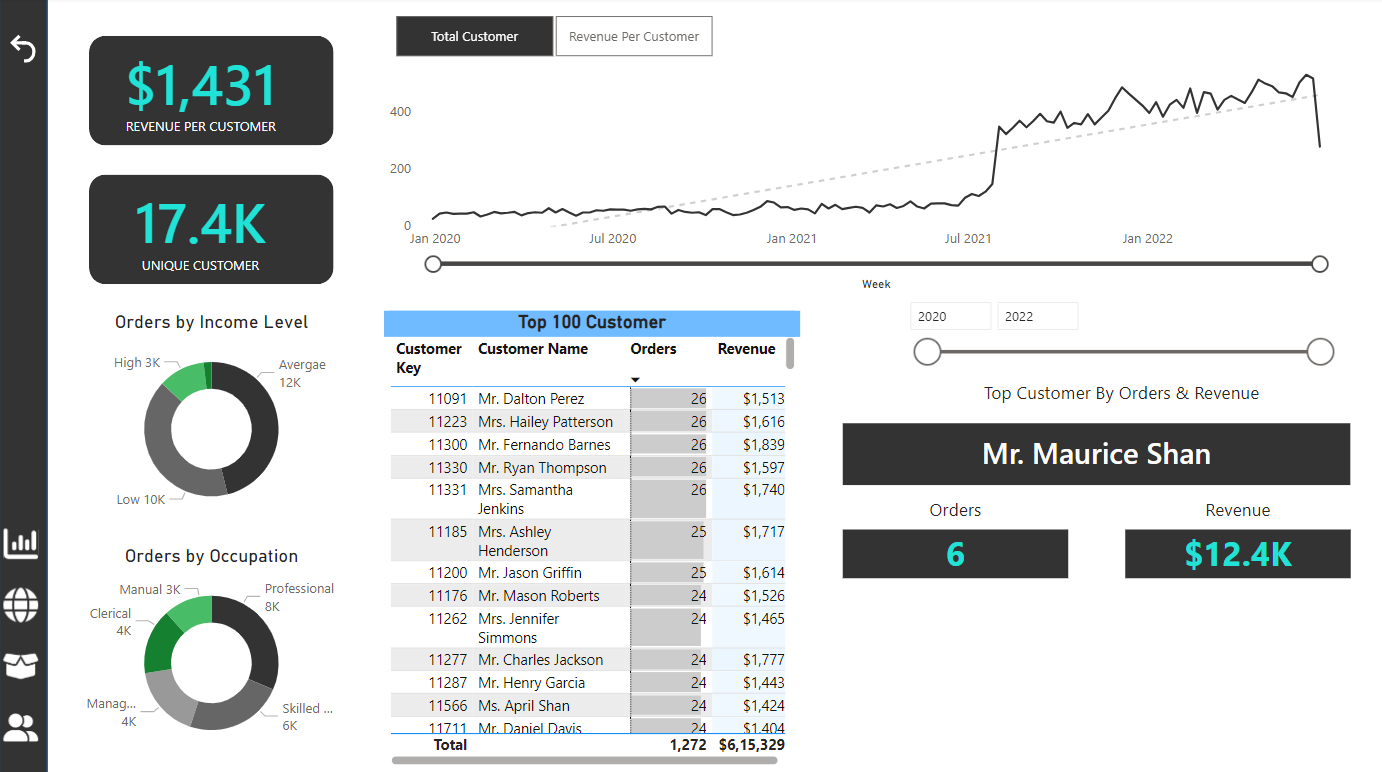 $1,431
REVENUE PER CUSTOMER
17.4K
UNIQUE CUSTOMER
Total Customer
Revenue Per Customer
400
200
0
Jan 2020
Jul 2020
Jan 2021
Jul 2021
Jan 2022
Week
2020
2022
Orders by Income Level
High 3K
Avergae
12K
Low 10K
Orders by Occupation
Manual 3K
Professional
8K
Clerical
4K
Manag...
4K
Skilled ...
6K
Top 100 Customer
Customer Key Customer Name Orders Revenue
11091 Mr. Dalton Perez 26 $1,513
11223 Mrs. Hailey Patterson 26 $1,616
11300 Mr. Fernando Barnes 26 $1,839
11330 Mr. Ryan Thompson 26 $1,597
11331 Mrs. Samantha Jenkins 26 $1,740
11185 Mrs. Ashley Henderson 25 $1,717
11200 Mr. Jason Griffin 25 $1,614
11176 Mr. Mason Roberts 24 $1,526
11262 Mrs. Jennifer Simmons 24 $1,465
11277 Mr. Charles Jackson 24 $1,777
11287 Mr. Henry Garcia 24 $1,443
11566 Ms. April Shan 24 $1,424
11711 Mr. Daniel Davis 24 $1,404
Total 1,272 $6,15,329
Top Customer By Orders & Revenue
Mr. Maurice Shan
Orders
Revenue
6
$12.4K